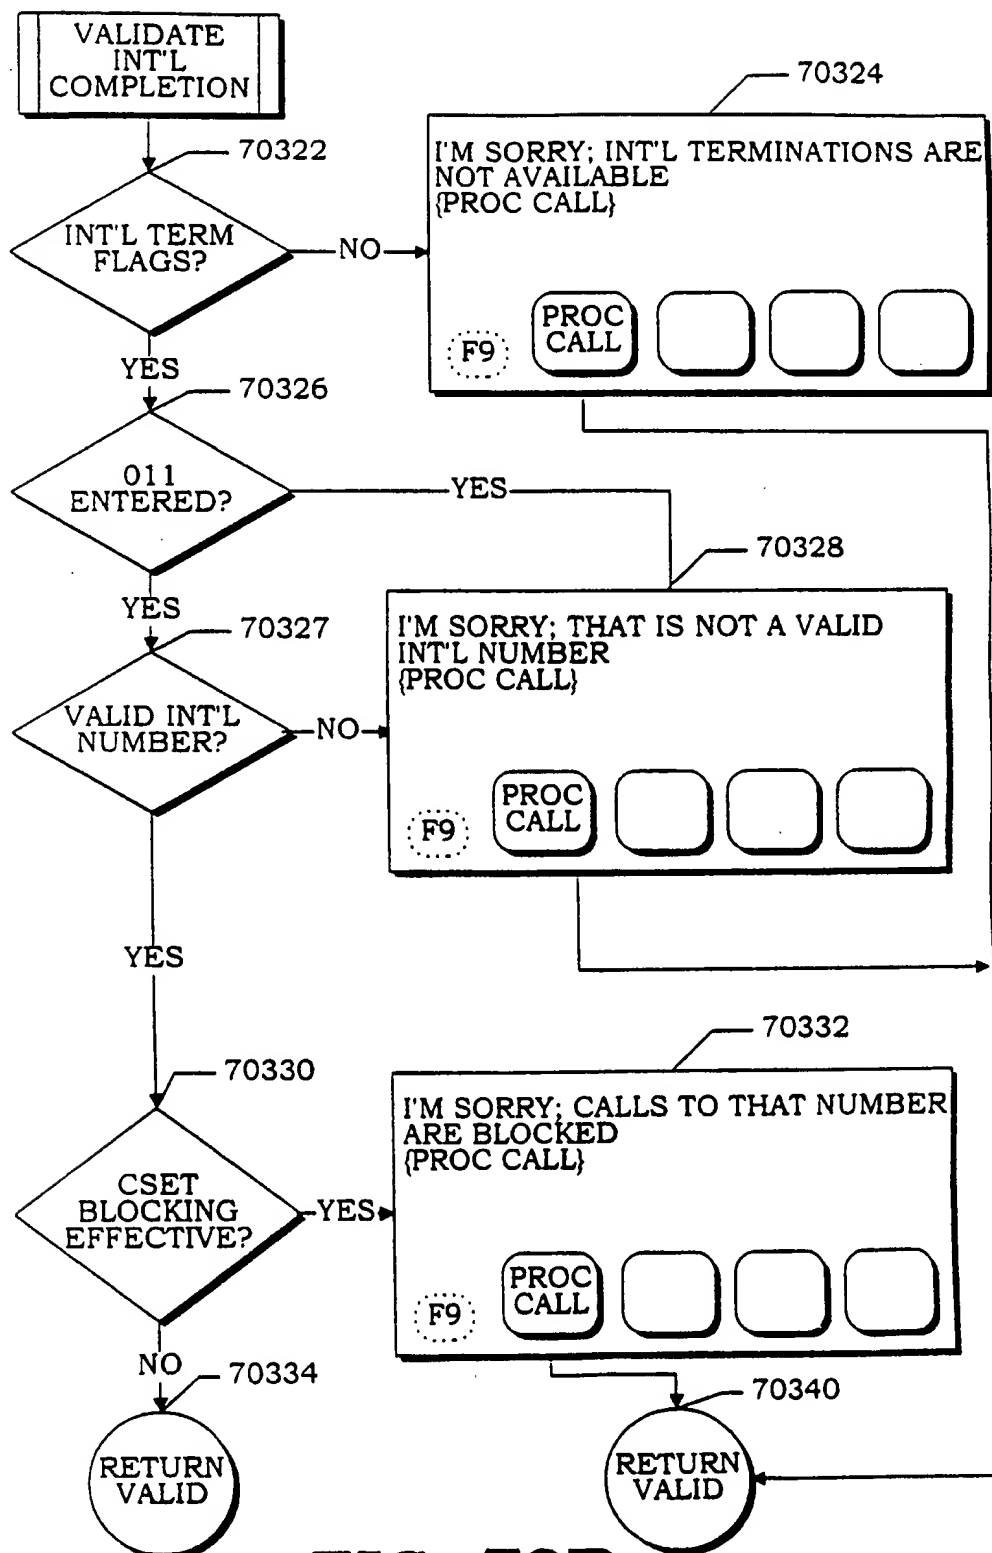 VALIDATE
INT'L
COMPLETION
70324
70322
I'M SORRY; INT'L TERMINATIONS ARE
NOT AVAILABLE
{PROC CALL}
INT'L TERM
FLAGS?
NO
F9
PROC
CALL
YES
70326
011
ENTERED?
YES
70328
YES
70327
I'M SORRY; THAT IS NOT A VALID
INT'L NUMBER
{PROC CALL}
VALID INT'L
NUMBER?
NO
F9
PROC
CALL
YES
70332
70330
I'M SORRY; CALLS TO THAT NUMBER
ARE BLOCKED
{PROC CALL}
CSET
BLOCKING
EFFECTIVE?
YES
F9
PROC
CALL
NO
70334
70340
RETURN
VALID
RETURN
VALID